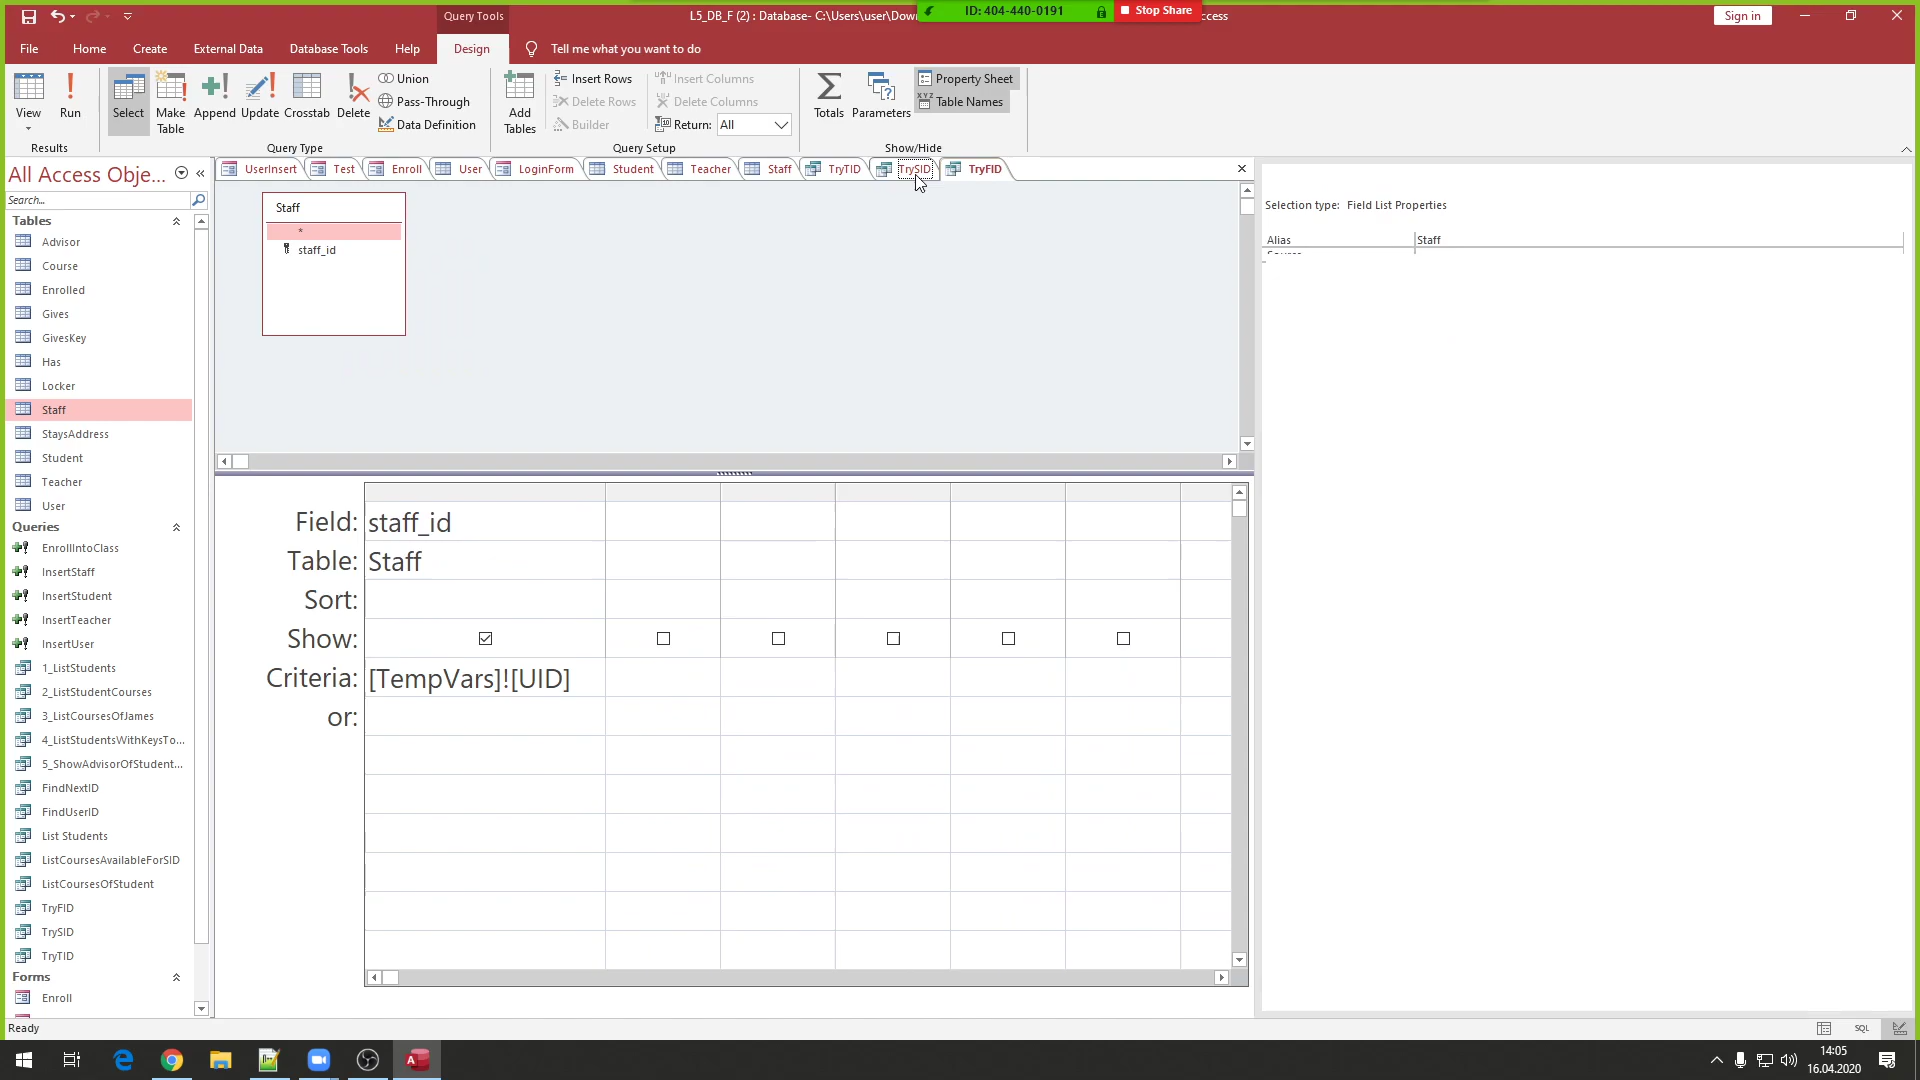 Query Tools
L5_DB_F (2) : Database- C:\Users\user\Dow
ID: 404-440-0191
Stop Share
cess
Sign in
File
Home
Create
External Data
Database Tools
Help
Design
Tell me what you want to do
View
Run
Select
Make Table
Append
Update
Crosstab
Delete
Union
Pass-Through
Data Definition
Add Tables
Insert Rows
Delete Rows
Builder
Insert Columns
Delete Columns
Return: All
Totals
Parameters
Property Sheet
Table Names
Results
Query Type
Query Setup
Show/Hide
All Access Obje...
Search...
UserInsert
Test
Enroll
User
LoginForm
Student
Teacher
Staff
TryTID
TrySID
TryFID
Tables
Advisor
Course
Enrolled
Gives
GivesKey
Has
Locker
Staff
StaysAddress
Student
Teacher
User
Queries
EnrollIntoClass
InsertStaff
InsertStudent
InsertTeacher
InsertUser
1_ListStudents
2_ListStudentCourses
3_ListCoursesOfJames
4_ListStudentsWithKeysTo...
5_ShowAdvisorOfStudent...
FindNextID
FindUserID
List Students
ListCoursesAvailableForSID
ListCoursesOfStudent
TryFID
TrySID
TryTID
Forms
Enroll
Staff
*
staff_id
Field: staff_id
Table: Staff
Sort:
Show:
Criteria: [TempVars]![UID]
or:
Selection type: Field List Properties
Alias
Staff
Ready
SQL
14:05
16.04.2020